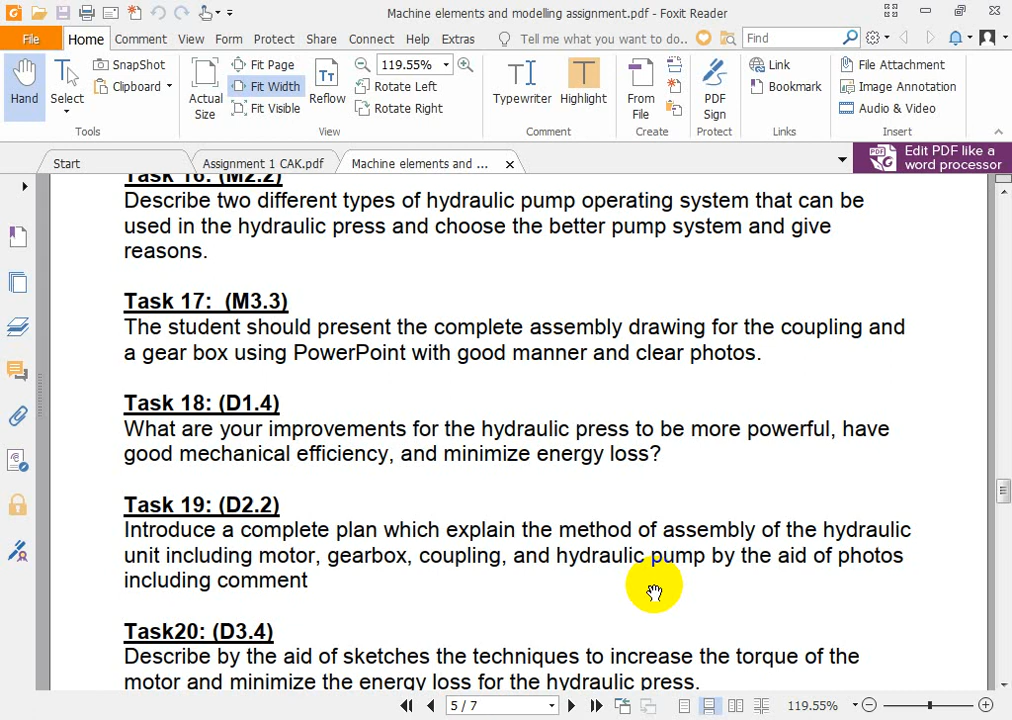 Machine elements and modelling assignment.pdf - Foxit Reader
File Home Comment View Form Protect Share Connect Help Extras Tell me what you want to do.. Find
Hand
Select
SnapShot
Clipboard
Tools
Actual Size
Fit Page
Fit Width
Fit Visible
Reflow
119.55%
Rotate Left
Rotate Right
View
Typewriter
Highlight
Comment
From File
Create
PDF Sign
Protect
Link
Bookmark
Links
File Attachment
Image Annotation
Audio & Video
Insert
Start
Assignment 1 CAK.pdf
Machine elements and ...
Edit PDF like a
word processor
Task 16: (M2.2)
Describe two different types of hydraulic pump operating system that can be
used in the hydraulic press and choose the better pump system and give
reasons.
Task 17:  (M3.3)
The student should present the complete assembly drawing for the coupling and
a gear box using PowerPoint with good manner and clear photos.
Task 18: (D1.4)
What are your improvements for the hydraulic press to be more powerful, have
good mechanical efficiency, and minimize energy loss?
Task 19: (D2.2)
Introduce a complete plan which explain the method of assembly of the hydraulic
unit including motor, gearbox, coupling, and hydraulic pump by the aid of photos
including comment
Task20: (D3.4)
Describe by the aid of sketches the techniques to increase the torque of the
motor and minimize the energy loss for the hydraulic press.
5 / 7
119.55%